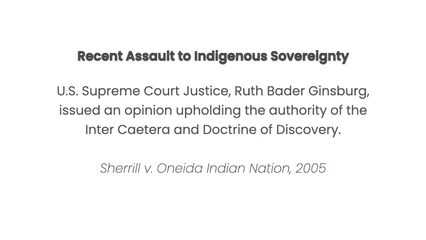 Recent Assault to Indigenous Sovereignty
U.S. Supreme Court Justice, Ruth Bader Ginsburg,
issued an opinion upholding the authority of the
Inter Caetera and Doctrine of Discovery.
Sherrill v. Oneida Indian Nation, 2005